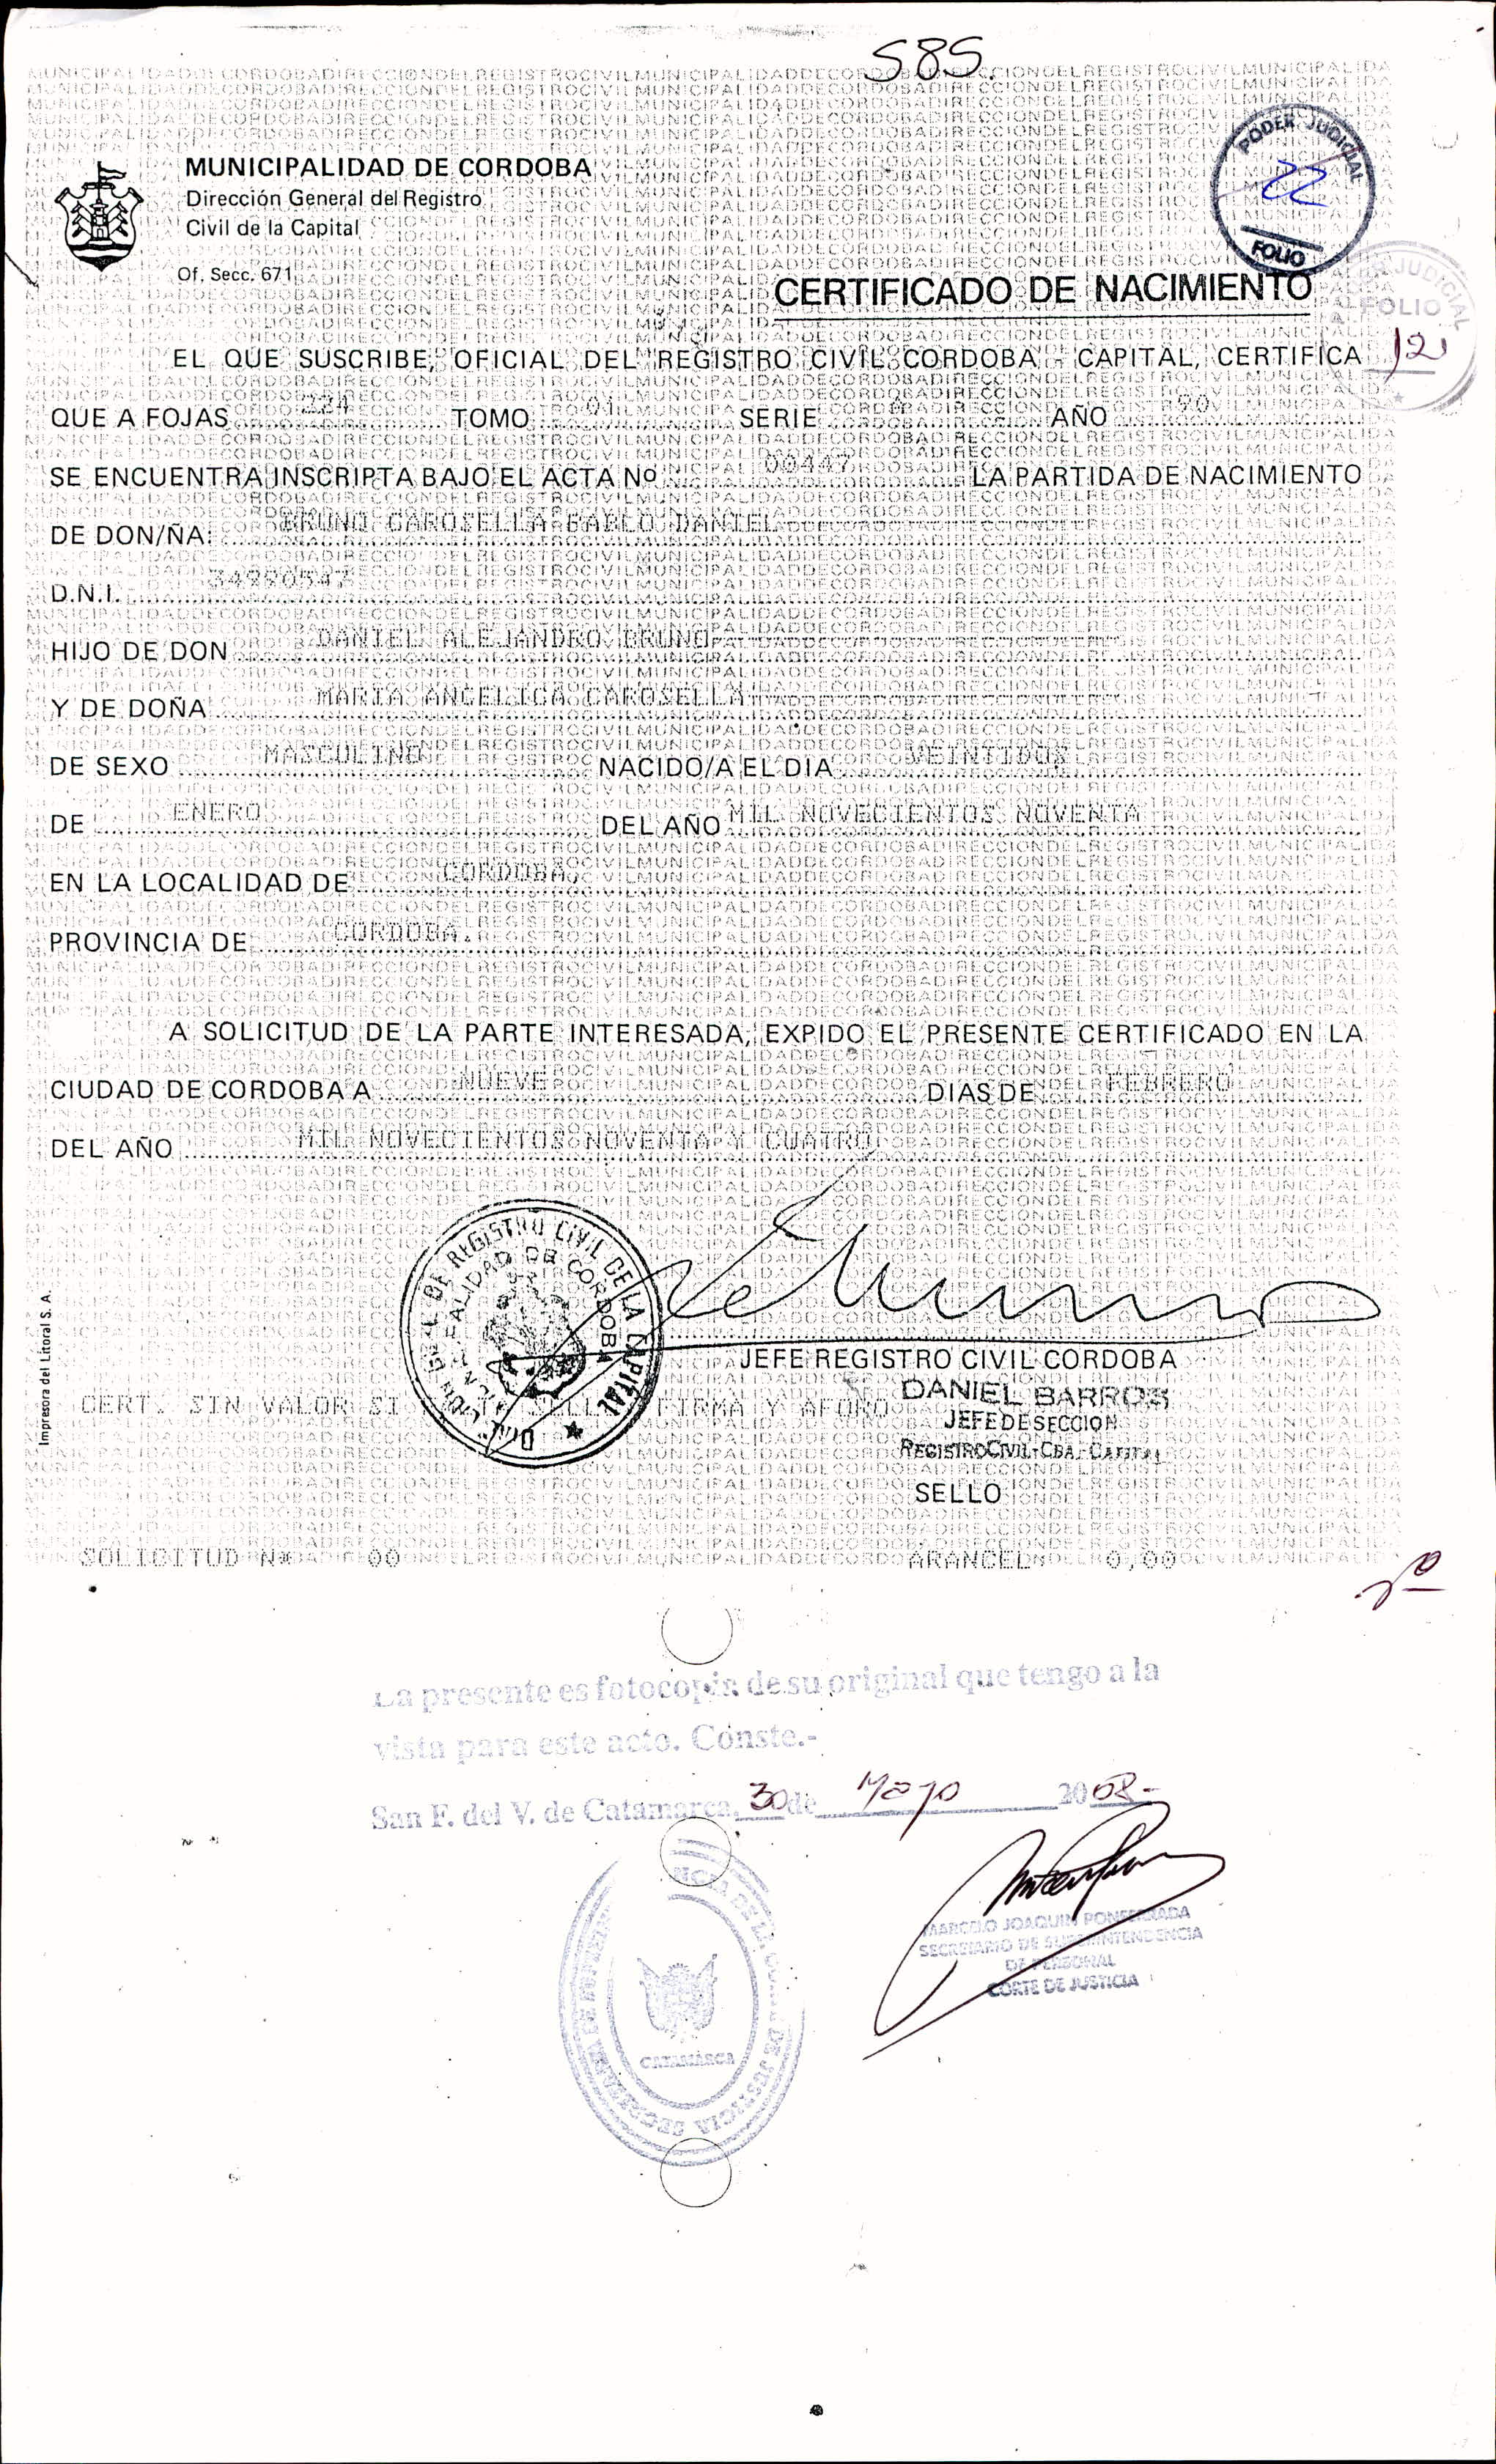 585
MUNICIPALIDAD DE CORDOBA
Dirección General del Registro
Civil de la Capital
Of. Secc. 671
PODER JUDICIAL
22
FOLIO
JUDICIAL
FOLIO
121
CERTIFICADO DE NACIMIENTO
EL QUE SUSCRIBE, OFICIAL DEL REGISTRO CIVIL CORDOBA - CAPITAL, CERTIFICA
QUE A FOJAS 224 TOMO 01 SERIE A AÑO 90
SE ENCUENTRA INSCRIPTA BAJO EL ACTA Nº 00447 LA PARTIDA DE NACIMIENTO
DE DON/ÑA: BRUNO CAROSELLA PABLO DANIEL
D.N.I. 34990547
HIJO DE DON DANIEL ALEJANDRO BRUNO
Y DE DOÑA MARIA ANGELICA CAROSELLA
DE SEXO MASCULINO NACIDO/A EL DIA VEINTIDOS
DE ENERO DEL AÑO MIL NOVECIENTOS NOVENTA
EN LA LOCALIDAD DE CORDOBA,
PROVINCIA DE CORDOBA.
A SOLICITUD DE LA PARTE INTERESADA, EXPIDO EL PRESENTE CERTIFICADO EN LA
CIUDAD DE CORDOBA A NUEVE DIAS DE FEBRERO
DEL AÑO MIL NOVECIENTOS NOVENTA Y CUATRO
REGISTRO CIVIL DE LA CAPITAL
DE CORDOBA
JEFE REGISTRO CIVIL CORDOBA
DANIEL BARROS
JEFE DE SECCION
REGISTRO CIVIL - CBA. - CAPITAL
CERT. SIN VALOR SI FIRMA Y AFORO
SELLO
Impresora del Litoral S. A.
SOLICITUD Nº 00 ARANCEL 0,00
La presente es fotocopia de su original que tengo a la
vista para este acto. Conste.-
San F. del V. de Catamarca, 30 de Mayo 2008-
MARCELO JOAQUIN PONFERRADA
SECRETARIO DE SUPERINTENDENCIA
DE PERSONAL
CORTE DE JUSTICIA
DE LA CORTE DE JUSTICIA
CATAMARCA